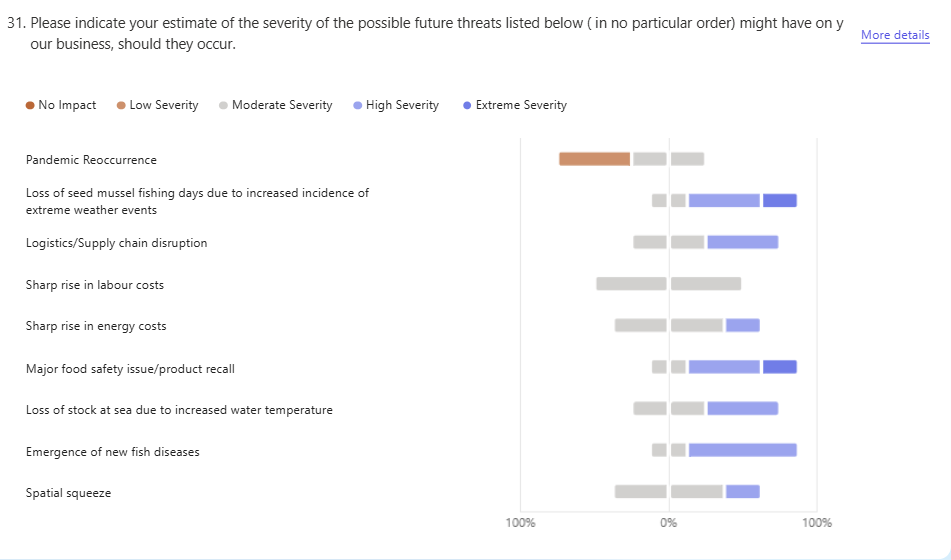 31. Please indicate your estimate of the severity of the possible future threats listed below ( in no particular order) might have on y
our business, should they occur.
More details
No Impact Low Severity Moderate Severity High Severity Extreme Severity
Pandemic Reoccurrence
Loss of seed mussel fishing days due to increased incidence of
extreme weather events
Logistics/Supply chain disruption
Sharp rise in labour costs
Sharp rise in energy costs
Major food safety issue/product recall
Loss of stock at sea due to increased water temperature
Emergence of new fish diseases
Spatial squeeze
100% 0% 100%